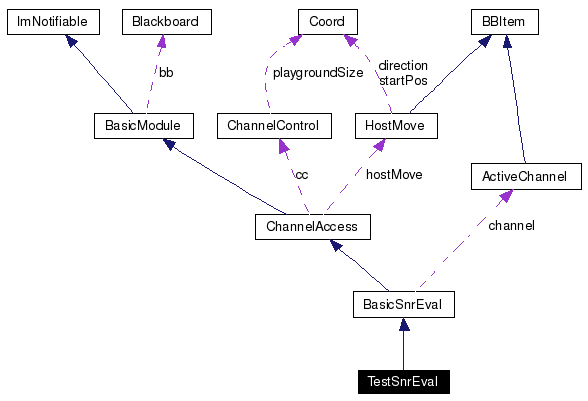 ImNotifiable
Blackboard
Coord
BBItem
bb
playgroundSize
direction
startPos
BasicModule
ChannelControl
HostMove
cc
hostMove
ActiveChannel
ChannelAccess
channel
BasicSnrEval
TestSnrEval